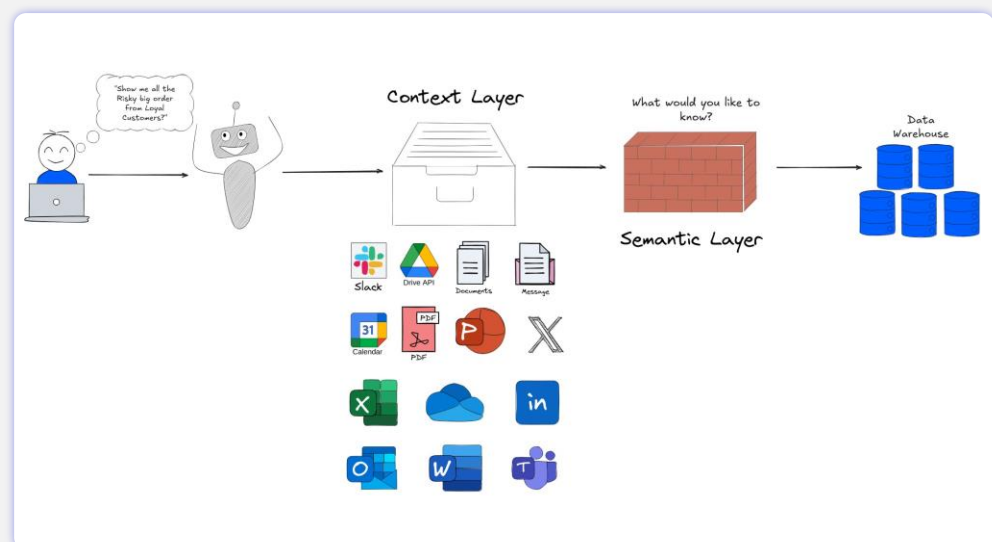 "Show me all the
Risky big order
from Loyal
Customers?"
Context Layer
What would you like to
know?
Data
Warehouse
Semantic Layer
Slack
Drive API
Documents
Message
31
Calendar
PDF
PDF
P
X
X
in
O
W
T